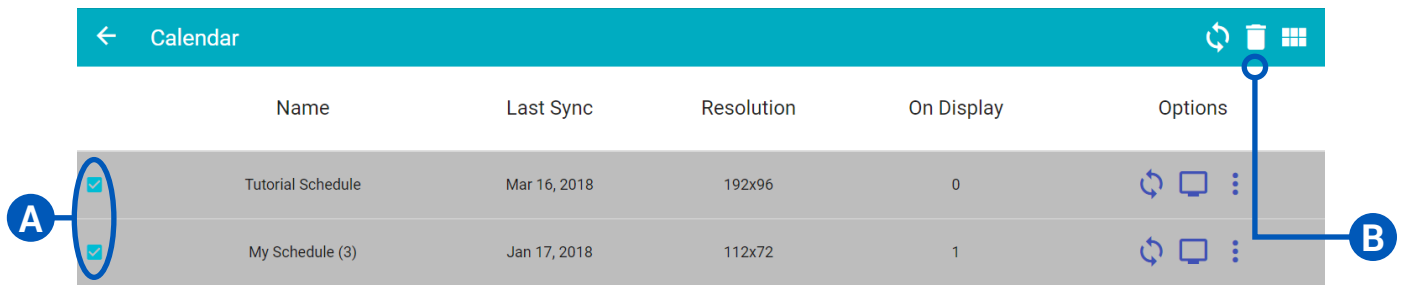 Calendar
Name Last Sync Resolution On Display Options
Tutorial Schedule Mar 16, 2018 192x96 0
A
My Schedule (3) Jan 17, 2018 112x72 1
B